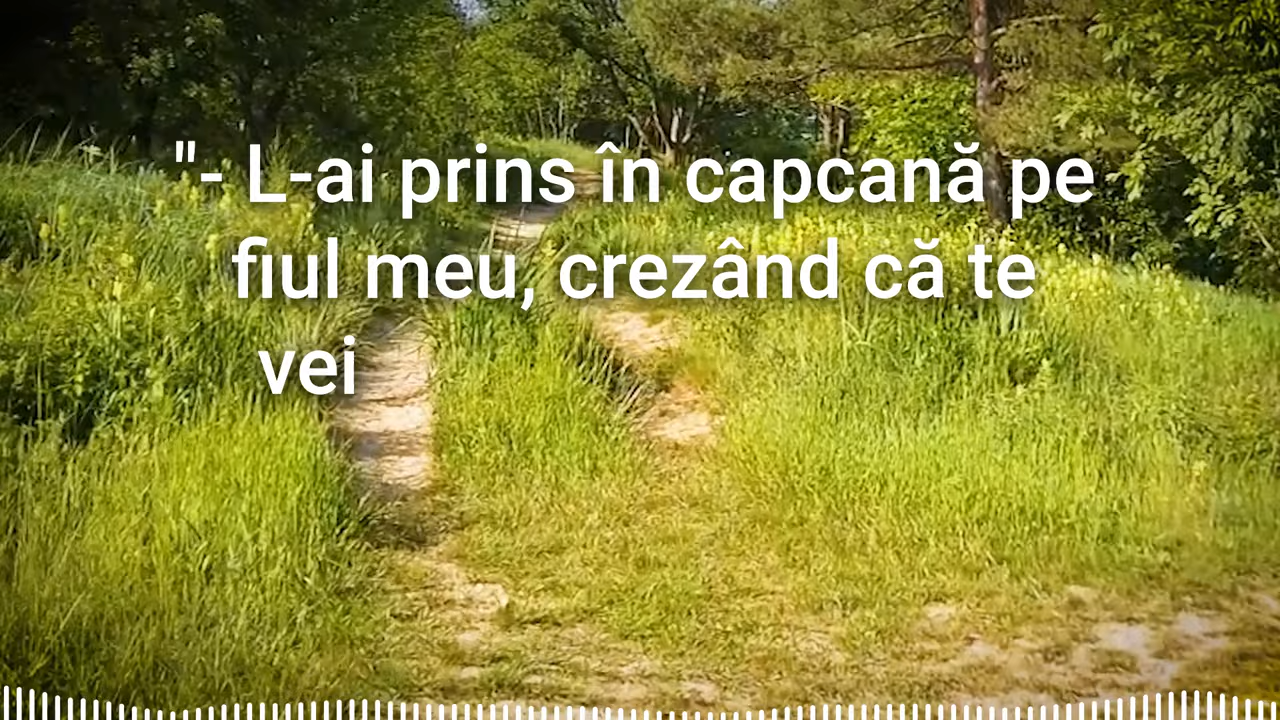 "- L-ai prins în capcană pe
fiul meu, crezând că te
vei